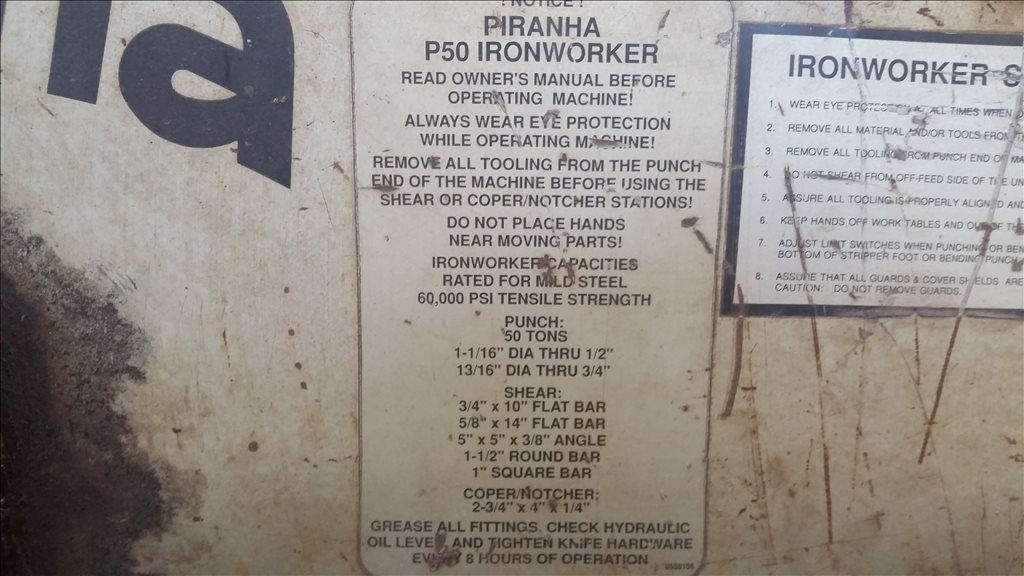 ! NOTICE !
PIRANHA
P50 IRONWORKER
READ OWNER'S MANUAL BEFORE
OPERATING MACHINE!
ALWAYS WEAR EYE PROTECTION
WHILE OPERATING MACHINE!
REMOVE ALL TOOLING FROM THE PUNCH
END OF THE MACHINE BEFORE USING THE
SHEAR OR COPER/NOTCHER STATIONS!
DO NOT PLACE HANDS
NEAR MOVING PARTS!
IRONWORKER CAPACITIES
RATED FOR MILD STEEL
60,000 PSI TENSILE STRENGTH
PUNCH:
50 TONS
1-1/16" DIA THRU 1/2"
13/16" DIA THRU 3/4"
SHEAR:
3/4" x 10" FLAT BAR
5/8" x 14" FLAT BAR
5" x 5" x 3/8" ANGLE
1-1/2" ROUND BAR
1" SQUARE BAR
COPER/NOTCHER:
2-3/4" x 4" x 1/4"
GREASE ALL FITTINGS. CHECK HYDRAULIC
OIL LEVEL AND TIGHTEN KNIFE HARDWARE
EVERY 8 HOURS OF OPERATION
IRONWORKER S
1. WEAR EYE PROTECTION AT ALL TIMES WHEN
2. REMOVE ALL MATERIAL AND/OR TOOLS FROM
3. REMOVE ALL TOOLING FROM PUNCH END OF
4. DO NOT SHEAR FROM OFF-FEED SIDE OF THE
5. ASSURE ALL TOOLING IS PROPERLY ALIGNED AND
6. KEEP HANDS OFF WORK TABLES AND OUT OF
7. ADJUST LIMIT SWITCHES WHEN PUNCHING OR
BOTTOM OF STRIPPER FOOT OR BENDING PUNCH
8. ASSURE THAT ALL GUARDS & COVER SHIELDS ARE
CAUTION: DO NOT REMOVE GUARDS.